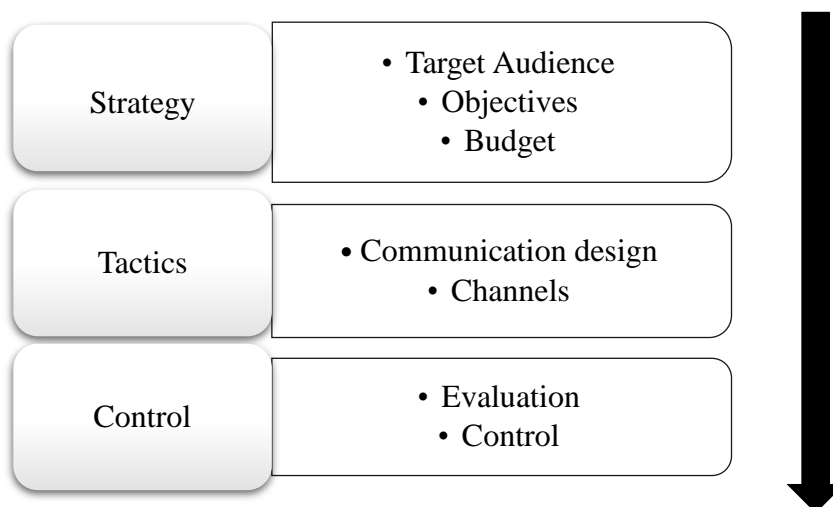 Strategy
• Target Audience
• Objectives
• Budget
Tactics
• Communication design
• Channels
Control
• Evaluation
• Control